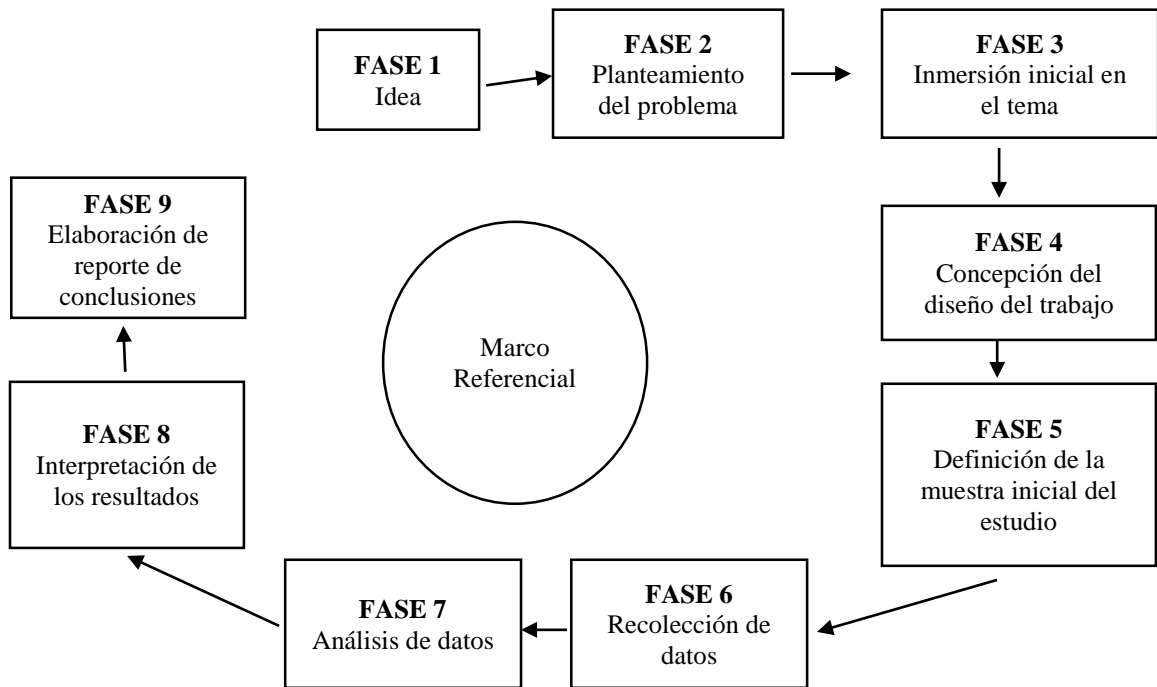 FASE 1
Idea
FASE 2
Planteamiento
del problema
FASE 3
Inmersión inicial en
el tema
FASE 4
Concepción del
diseño del trabajo
FASE 5
Definición de la
muestra inicial del
estudio
FASE 6
Recolección de
datos
FASE 7
Análisis de datos
FASE 8
Interpretación de
los resultados
FASE 9
Elaboración de
reporte de
conclusiones
Marco
Referencial